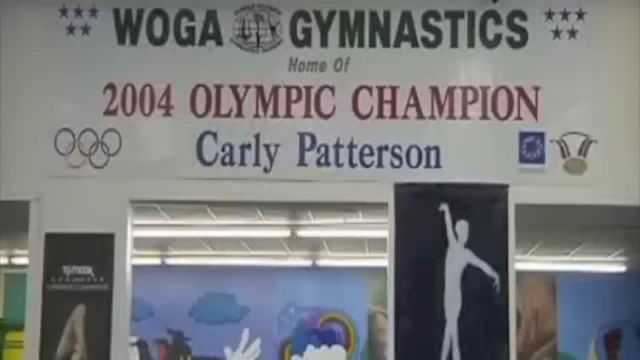 WOGA GYMNASTICS
Home Of
2004 OLYMPIC CHAMPION
Carly Patterson